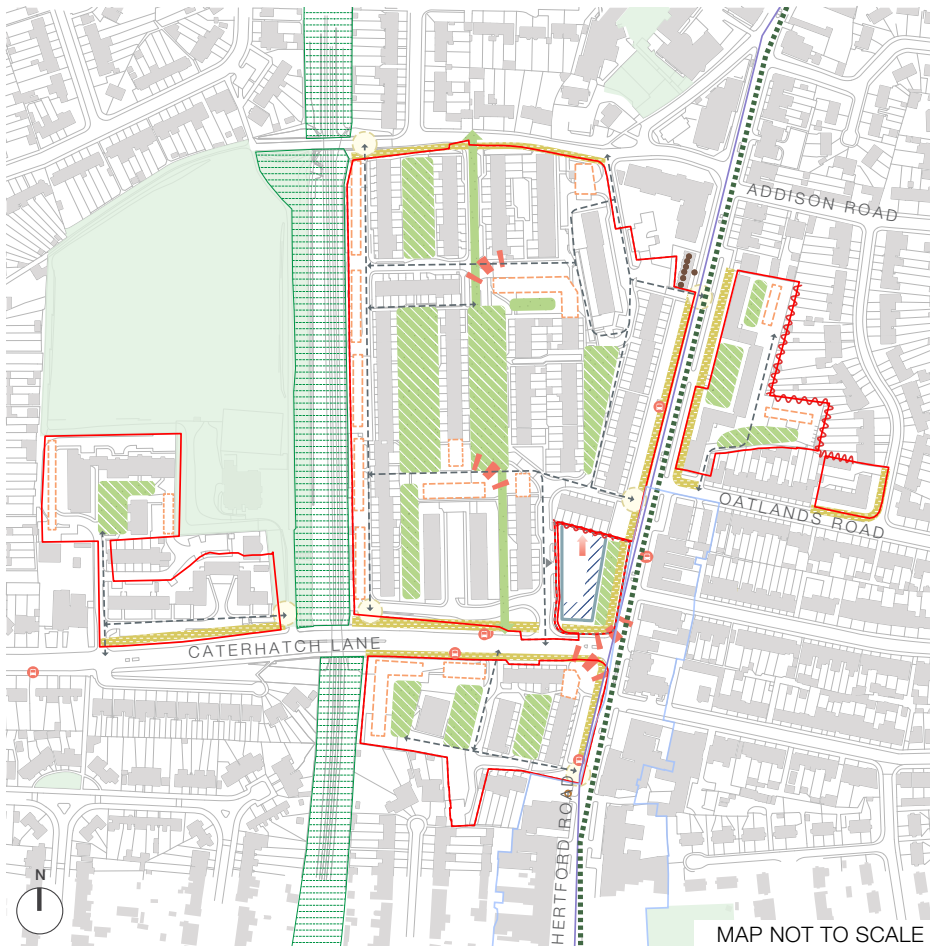 ADDISON ROAD
OATLANDS ROAD
CATERHATCH LANE
HERTFORD ROAD
N
MAP NOT TO SCALE